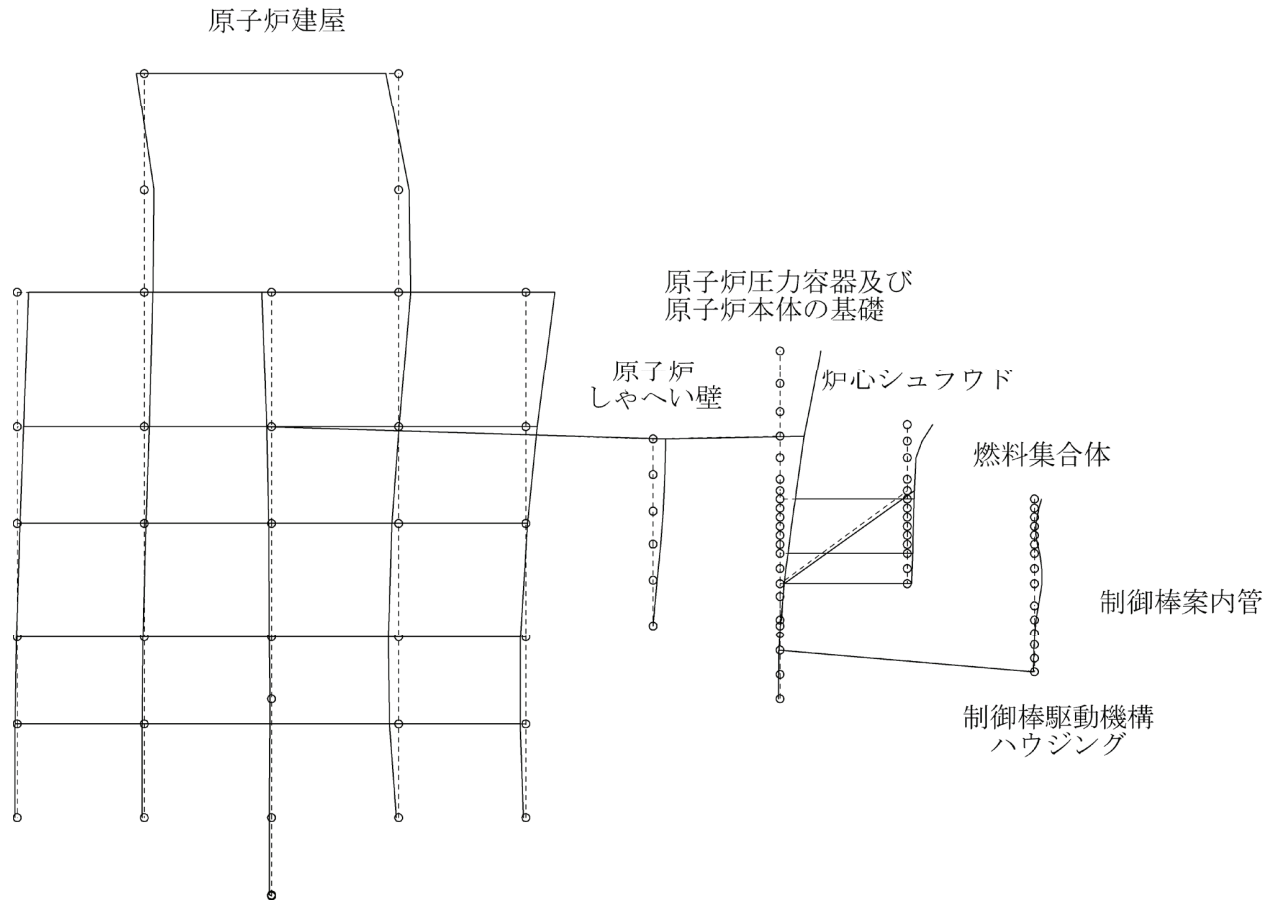 原子炉建屋
原子炉圧力容器及び
原子炉本体の基礎
原子炉
しゃへい壁
炉心シュラウド
燃料集合体
制御棒案内管
制御棒駆動機構
ハウジング